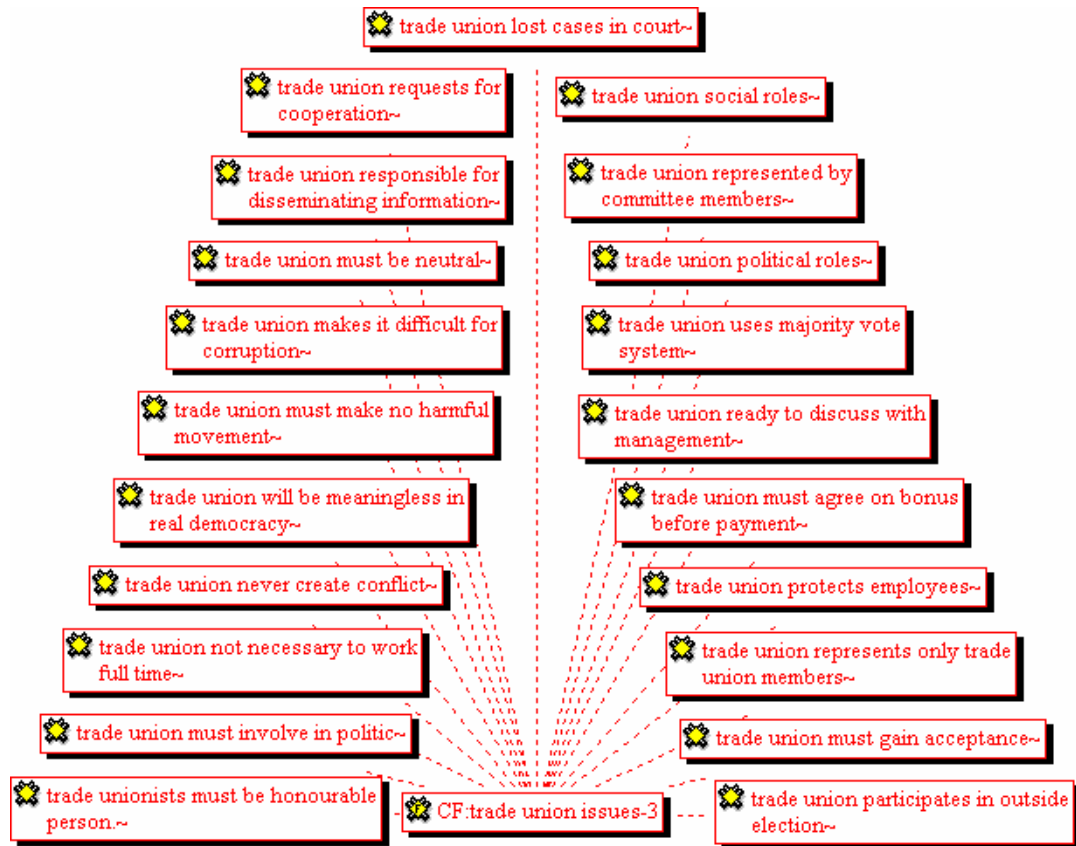 trade union lost cases in court~
trade union requests for
cooperation~
trade union social roles~
trade union responsible for
disseminating information~
trade union represented by
committee members~
trade union must be neutral~
trade union political roles~
trade union makes it difficult for
corruption~
trade union uses majority vote
system~
trade union must make no harmful
movement~
trade union ready to discuss with
management~
trade union will be meaningless in
real democracy~
trade union must agree on bonus
before payment~
trade union never create conflict~
trade union protects employees~
trade union not necessary to work
full time~
trade union represents only trade
union members~
trade union must involve in politic~
trade union must gain acceptance~
trade unionists must be honourable
person.~
CF:trade union issues-3
trade union participates in outside
election~